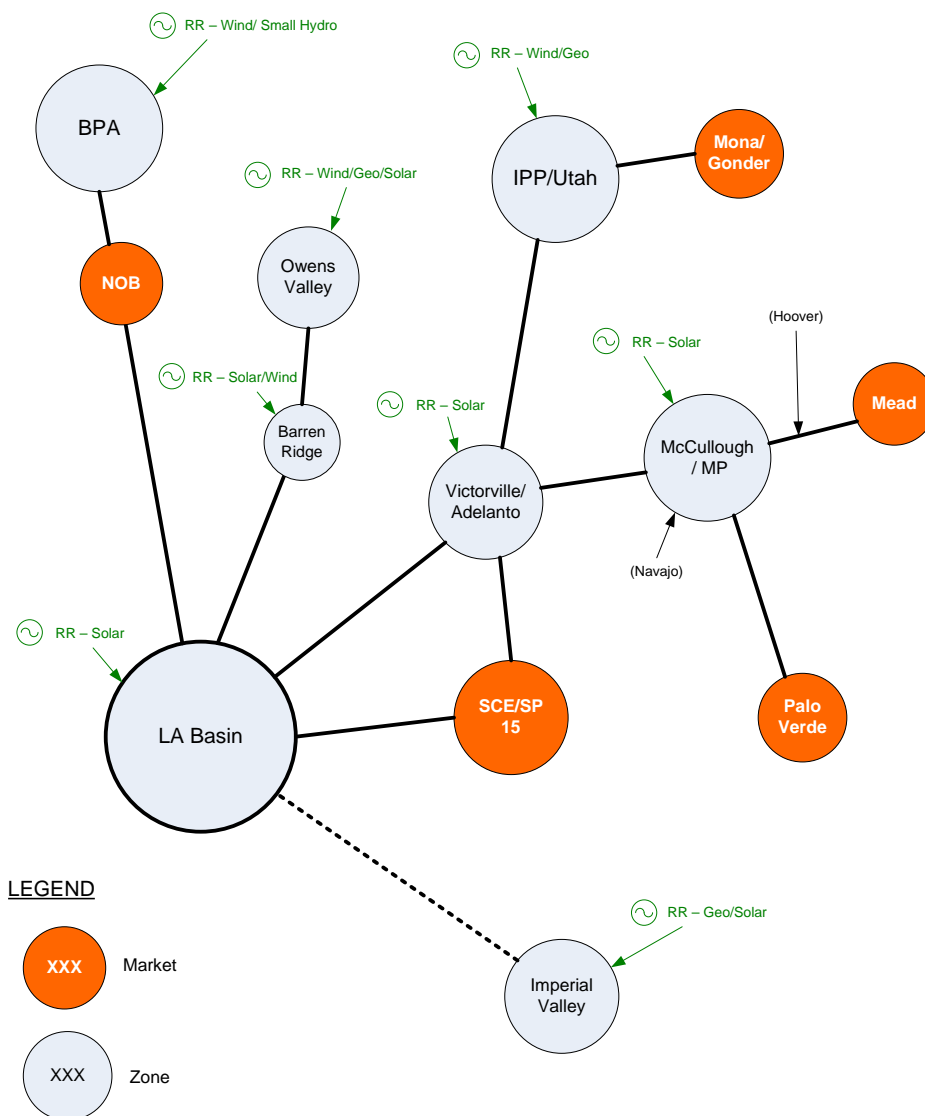 RR – Wind/ Small Hydro
RR – Wind/Geo
BPA
Mona/
Gonder
IPP/Utah
RR – Wind/Geo/Solar
Owens
Valley
NOB
(Hoover)
RR – Solar
RR – Solar/Wind
RR – Solar
Mead
Barren
Ridge
McCullough
/ MP
Victorville/
Adelanto
(Navajo)
RR – Solar
SCE/SP
15
Palo
Verde
LA Basin
LEGEND
RR – Geo/Solar
XXX
Market
Imperial
Valley
XXX
Zone